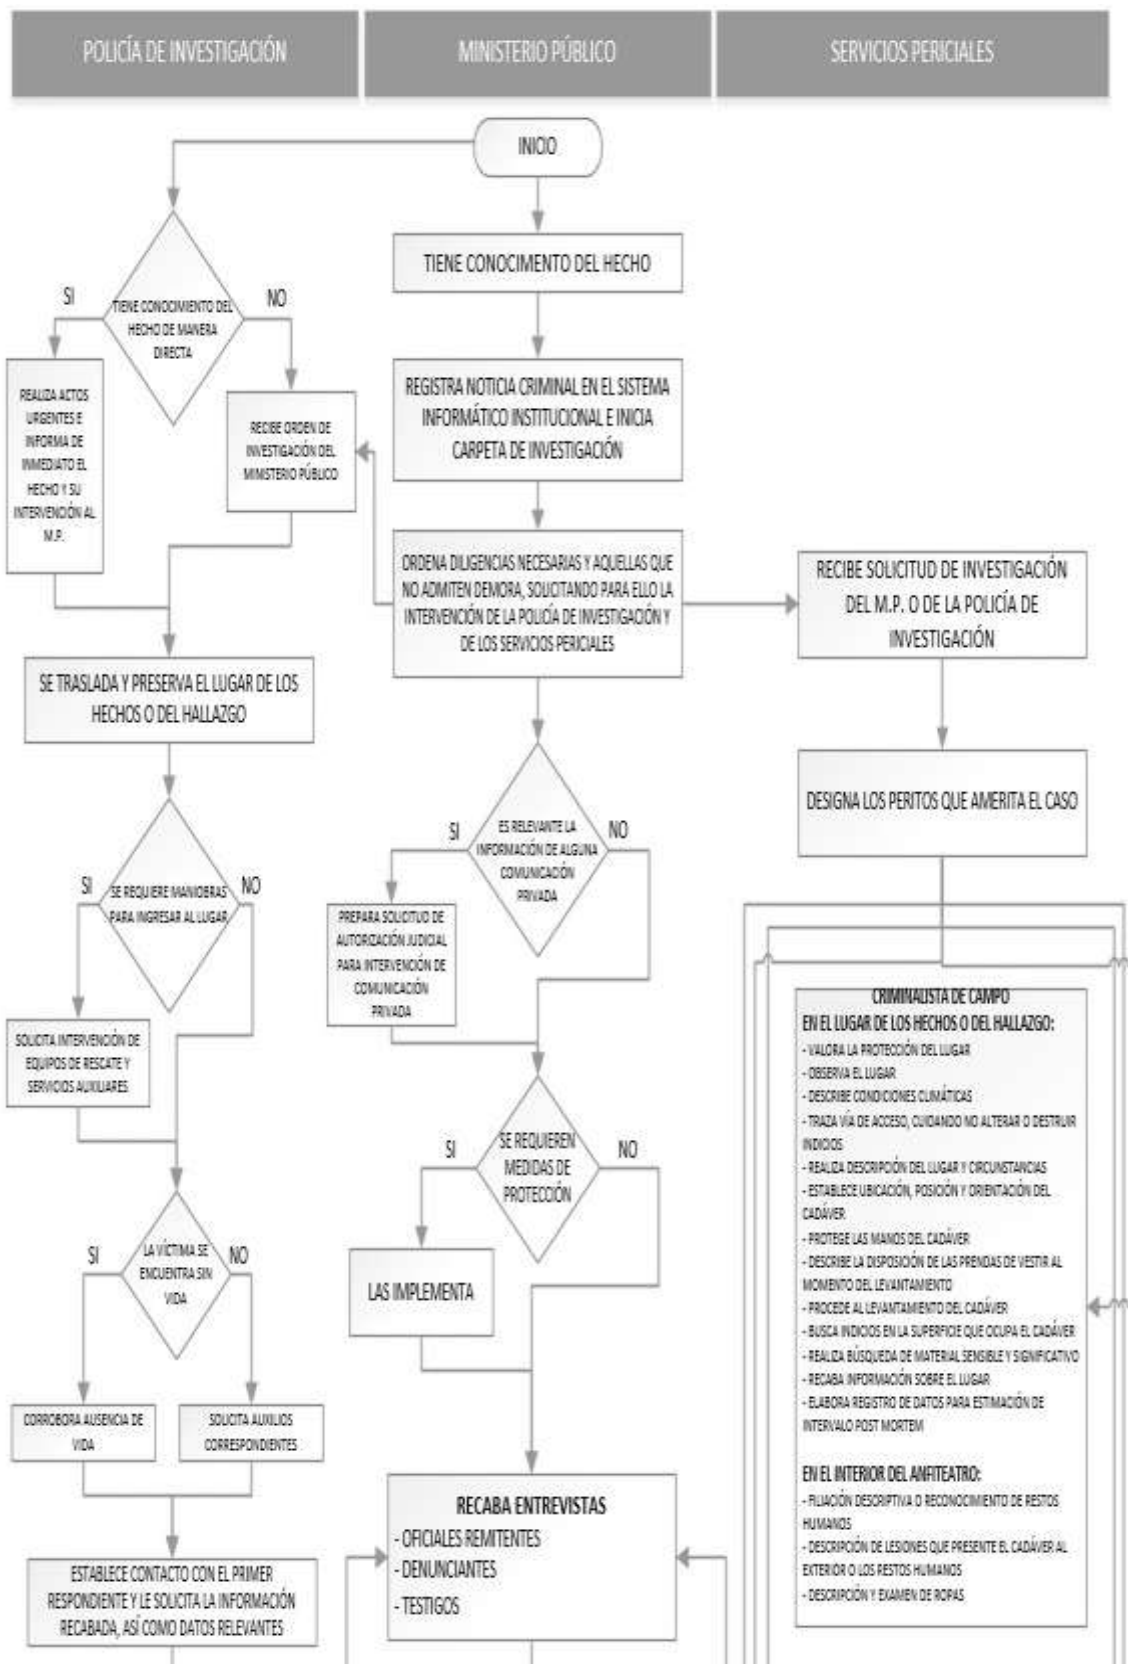 POLICÍA DE INVESTIGACIÓN
MINISTERIO PÚBLICO
SERVICIOS PERICIALES
INICIO
TIENE CONOCIMENTO DEL HECHO
SI
NO
TIENE CONOCIMIENTO DEL
HECHO DE MANERA
DIRECTA
REALIZA ACTOS
URGENTES E
INFORMA DE
INMEDIATO EL
HECHO Y SU
INTERVENCIÓN AL
M.P.
RECIBE ORDEN DE
INVESTIGACIÓN DEL
MINISTERIO PÚBLICO
REGISTRA NOTICIA CRIMINAL EN EL SISTEMA
INFORMÁTICO INSTITUCIONAL E INICIA
CARPETA DE INVESTIGACIÓN
ORDENA DILIGENCIAS NECESARIAS Y AQUELLAS QUE
NO ADMITEN DEMORA, SOLICITANDO PARA ELLO LA
INTERVENCIÓN DE LA POLICÍA DE INVESTIGACIÓN Y
DE LOS SERVICIOS PERICIALES
RECIBE SOLICITUD DE INVESTIGACIÓN
DEL M.P. O DE LA POLICÍA DE
INVESTIGACIÓN
SE TRASLADA Y PRESERVA EL LUGAR DE LOS
HECHOS O DEL HALLAZGO
DESIGNA LOS PERITOS QUE AMERITA EL CASO
SI
NO
ES RELEVANTE LA
INFORMACIÓN DE ALGUNA
COMUNICACIÓN
PRIVADA
SI
NO
SE REQUIERE MANIOBRAS
PARA INGRESAR AL LUGAR
PREPARA SOLICITUD DE
AUTORIZACIÓN JUDICIAL
PARA INTERVENCIÓN DE
COMUNICACIÓN
PRIVADA
SOLICITA INTERVENCIÓN DE
EQUIPOS DE RESCATE Y
SERVICIOS AUXILIARES
SI
NO
SE REQUIEREN
MEDIDAS DE
PROTECCIÓN
SI
NO
LA VÍCTIMA SE
ENCUENTRA SIN
VIDA
LAS IMPLEMENTA
CORROBORA AUSENCIA DE
VIDA
SOLICITA AUXILIOS
CORRESPONDIENTES
ESTABLECE CONTACTO CON EL PRIMER
RESPONDIENTE Y LE SOLICITA LA INFORMACIÓN
RECABADA, ASÍ COMO DATOS RELEVANTES
RECABA ENTREVISTAS
- OFICIALES REMITENTES
- DENUNCIANTES
- TESTIGOS
CRIMINALISTA DE CAMPO
EN EL LUGAR DE LOS HECHOS O DEL HALLAZGO:
- VALORA LA PROTECCIÓN DEL LUGAR
- OBSERVA EL LUGAR
- DESCRIBE CONDICIONES CLIMÁTICAS
- TRAZA VÍA DE ACCESO, CUIDANDO NO ALTERAR O DESTRUIR
INDICIOS
- REALIZA DESCRIPCIÓN DEL LUGAR Y CIRCUNSTANCIAS
- ESTABLECE UBICACIÓN, POSICIÓN Y ORIENTACIÓN DEL
CADÁVER
- PROTEGE LAS MANOS DEL CADÁVER
- DESCRIBE LA DISPOSICIÓN DE LAS PRENDAS DE VESTIR AL
MOMENTO DEL LEVANTAMIENTO
- PROCEDE AL LEVANTAMIENTO DEL CADÁVER
- BUSCA INDICIOS EN LA SUPERFICIE QUE OCUPA EL CADÁVER
- REALIZA BÚSQUEDA DE MATERIAL SENSIBLE Y SIGNIFICATIVO
- RECABA INFORMACIÓN SOBRE EL LUGAR
- ELABORA REGISTRO DE DATOS PARA ESTIMACIÓN DE
INTERVALO POST MORTEM
EN EL INTERIOR DEL ANFITEATRO:
- FILIACIÓN DESCRIPTIVA O RECONOCIMIENTO DE RESTOS
HUMANOS
- DESCRIPCIÓN DE LESIONES QUE PRESENTE EL CADÁVER AL
EXTERIOR O LOS RESTOS HUMANOS
- DESCRIPCIÓN Y EXAMEN DE ROPAS